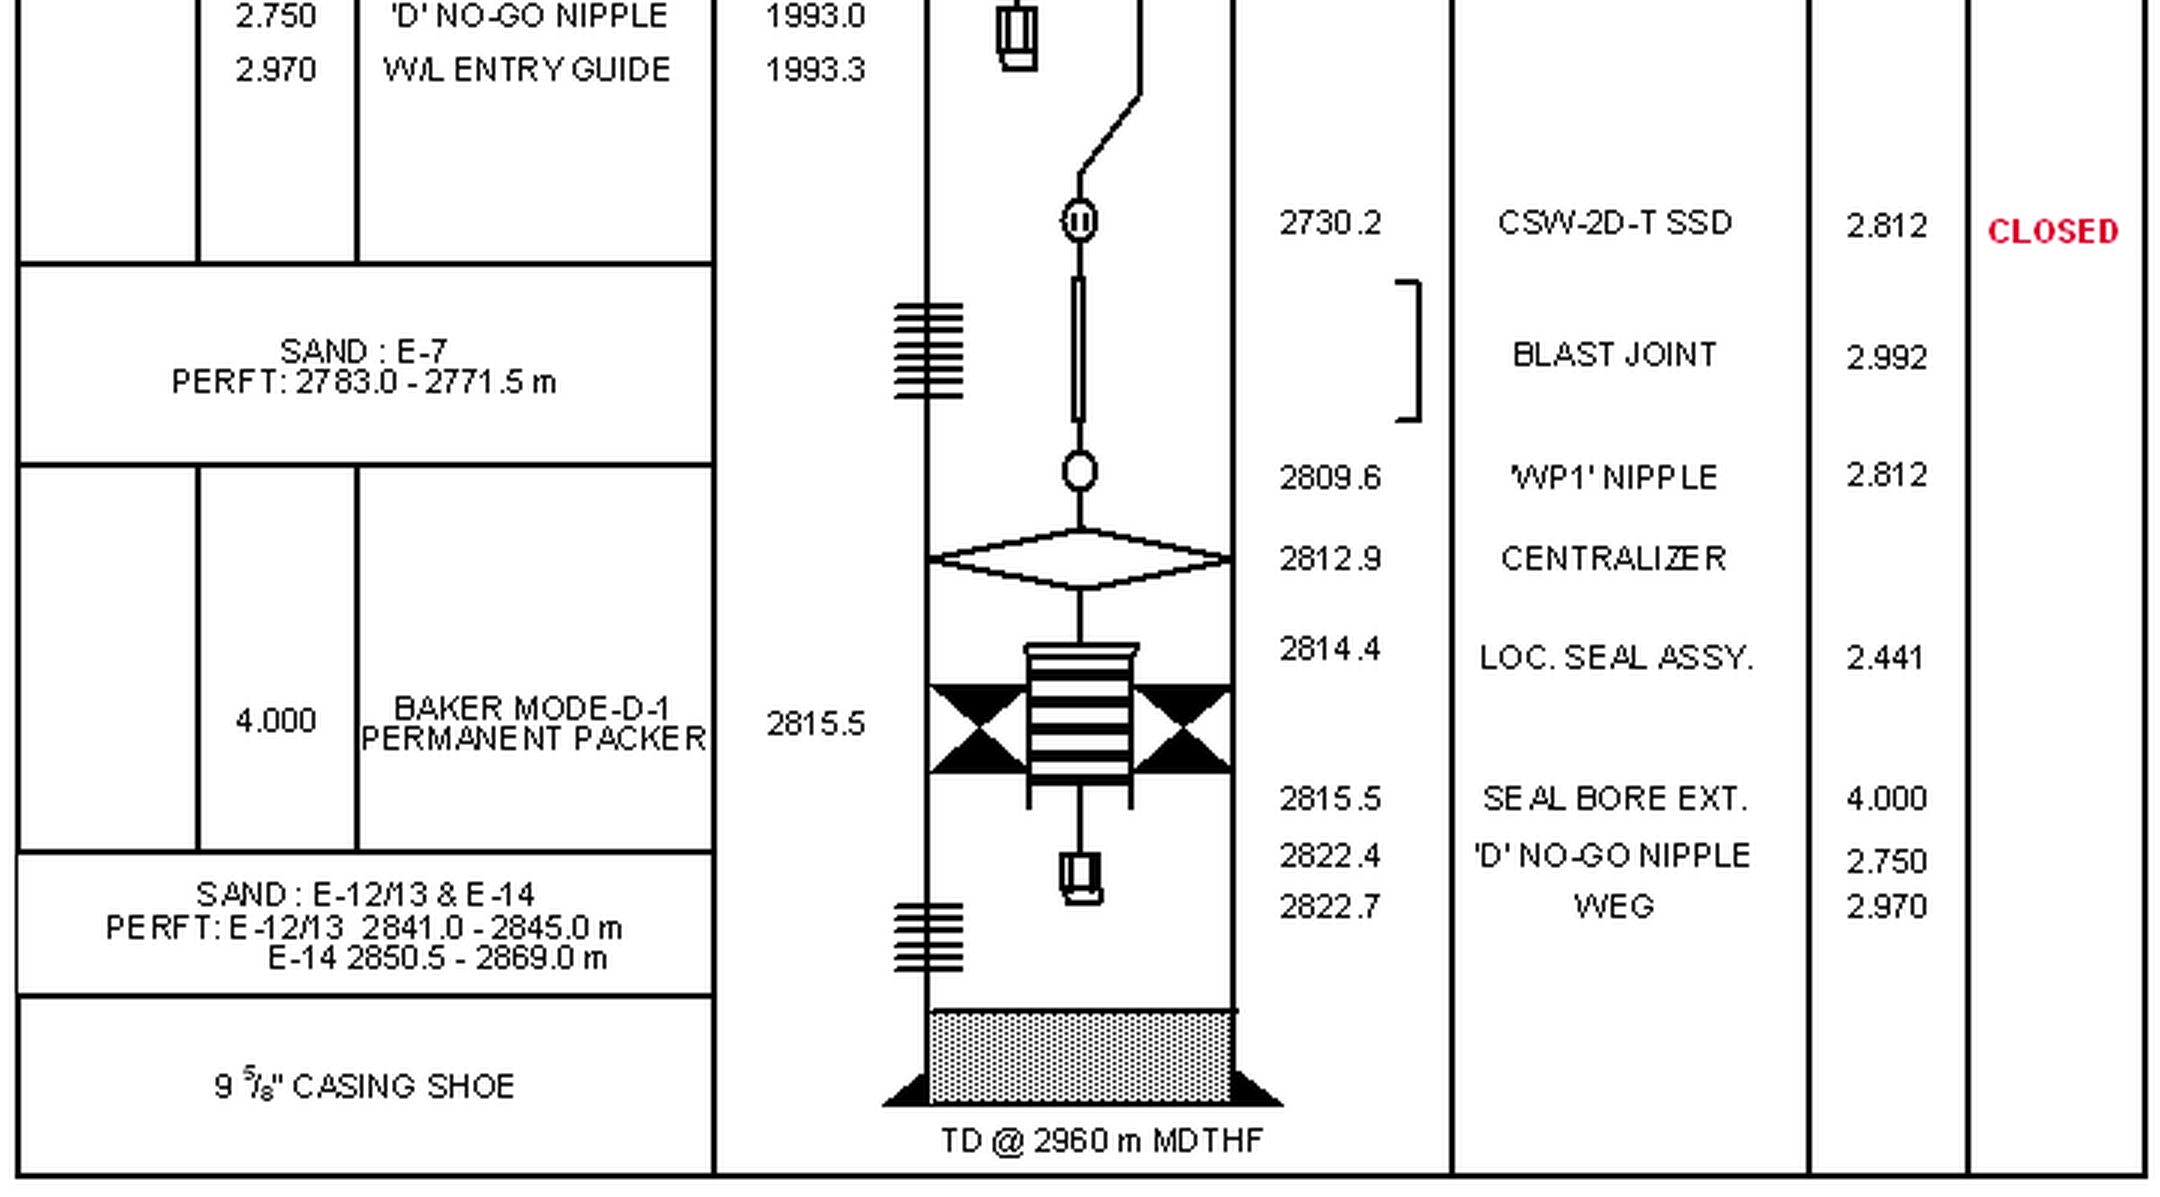 2.750 'D' NO-GO NIPPLE 1993.0
2.970 W/L ENTRY GUIDE 1993.3
2730.2 CSW-2D-T SSD 2.812 CLOSED
SAND : E-7
PERFT: 2783.0 - 2771.5 m
BLAST JOINT 2.992
2809.6 'WP1' NIPPLE 2.812
2812.9 CENTRALIZER
2814.4 LOC. SEAL ASSY. 2.441
4.000 BAKER MODE-D-1
PERMANENT PACKER 2815.5
2815.5 SEAL BORE EXT. 4.000
2822.4 'D' NO-GO NIPPLE 2.750
2822.7 WEG 2.970
SAND : E-12/13 & E-14
PERFT: E-12/13 2841.0 - 2845.0 m
E-14 2850.5 - 2869.0 m
9 5/8" CASING SHOE
TD @ 2960 m MDTHF